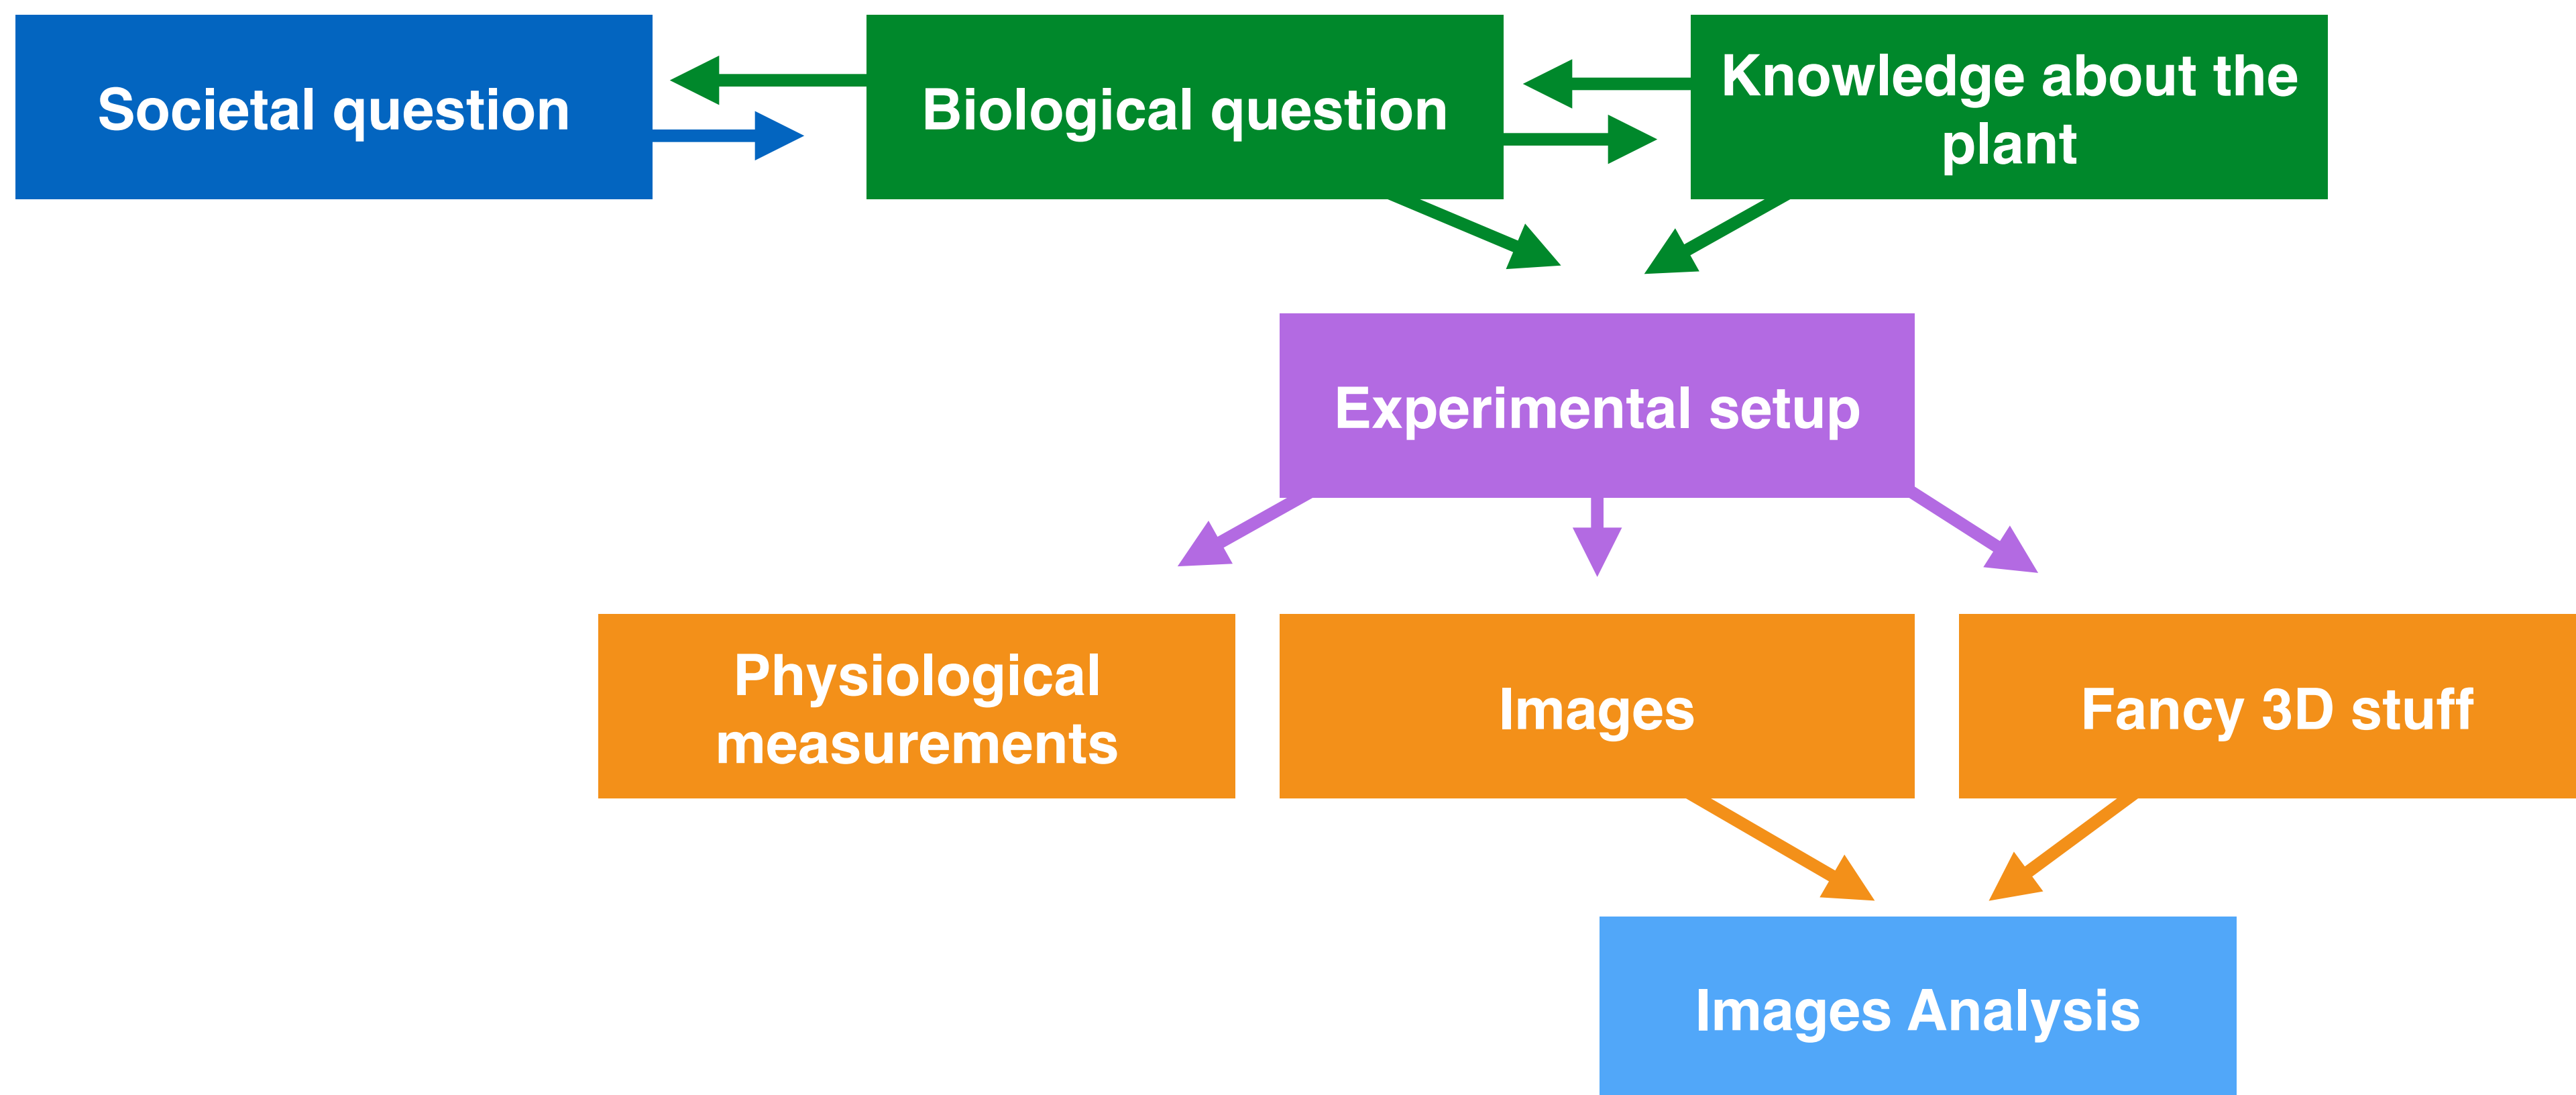 Societal question
Biological question
Knowledge about the
plant
Experimental setup
Physiological
measurements
Images
Fancy 3D stuff
Images Analysis